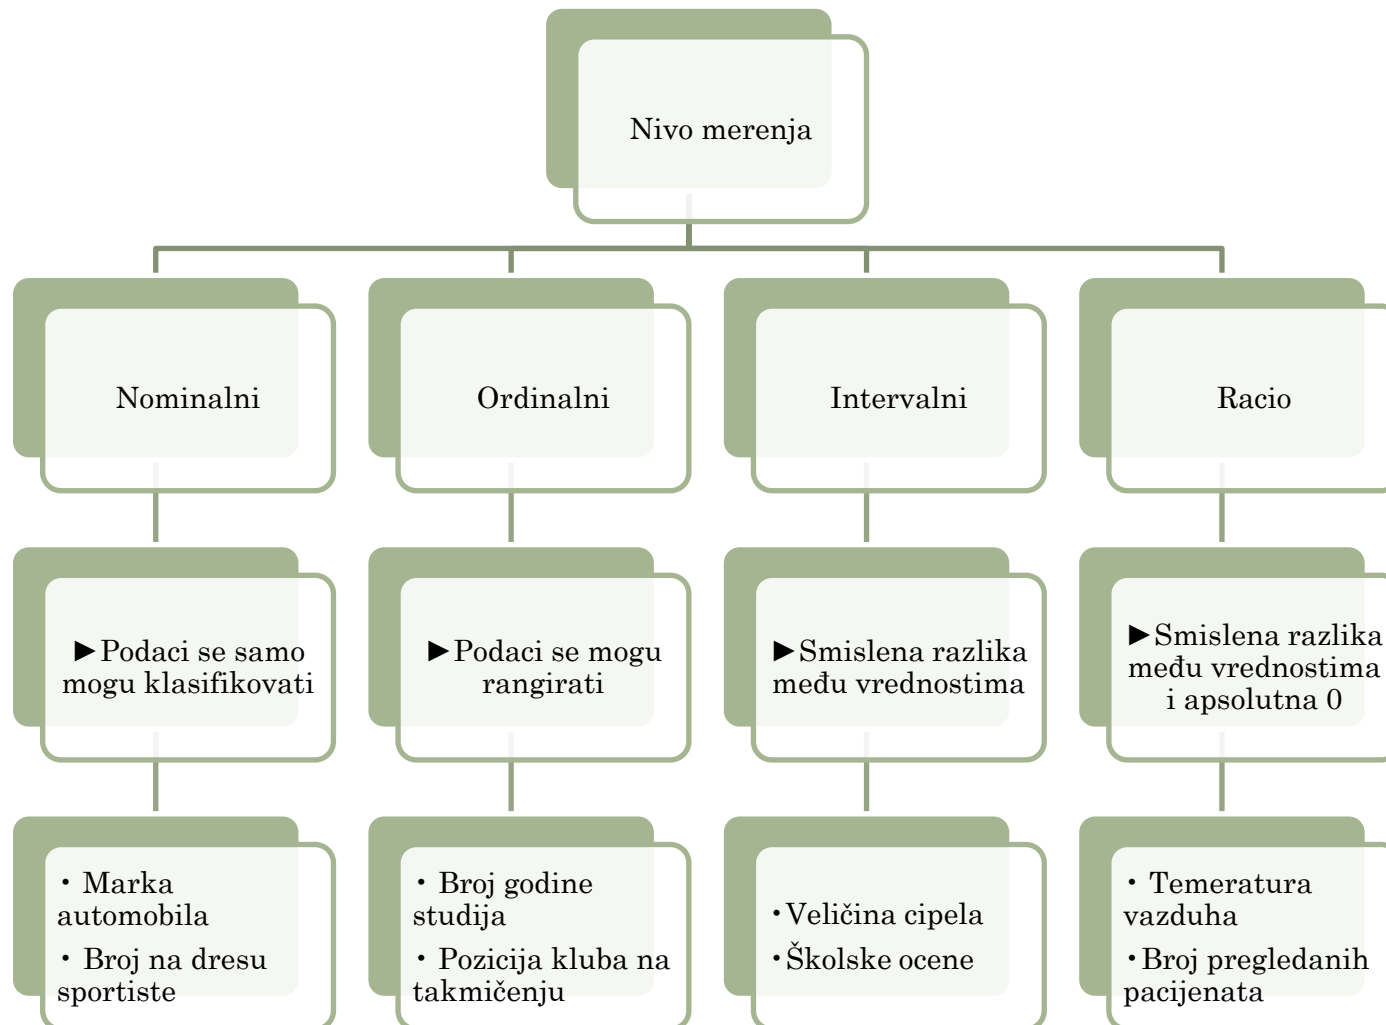 Nivo merenja
Nominalni
Ordinalni
Intervalni
Racio
►Podaci se samo
mogu klasifikovati
►Podaci se mogu
rangirati
►Smislena razlika
među vrednostima
►Smislena razlika
među vrednostima
i apsolutna 0
• Marka
automobila
• Broj na dresu
sportiste
• Broj godine
studija
• Pozicija kluba na
takmičenju
•Veličina cipela
•Školske ocene
• Temeratura
vazduha
•Broj pregledanih
pacijenata